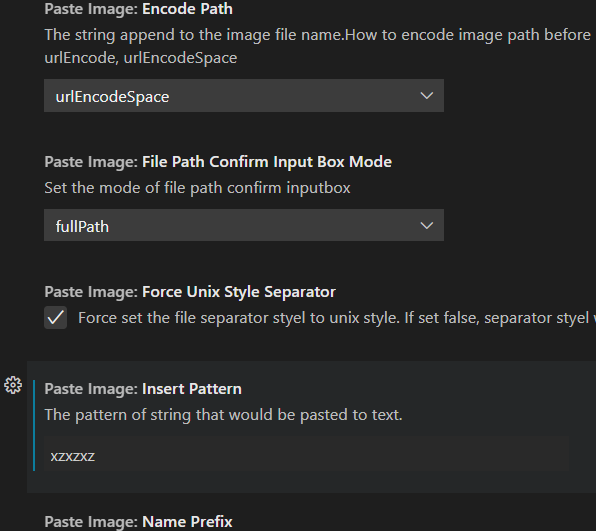 Paste Image: Encode Path
The string append to the image file name.How to encode image path before
urlEncode, urlEncodeSpace
urlEncodeSpace
Paste Image: File Path Confirm Input Box Mode
Set the mode of file path confirm inputbox
fullPath
Paste Image: Force Unix Style Separator
Force set the file separator styel to unix style. If set false, separator styel
Paste Image: Insert Pattern
The pattern of string that would be pasted to text.
xzxzxz
Paste Image: Name Prefix